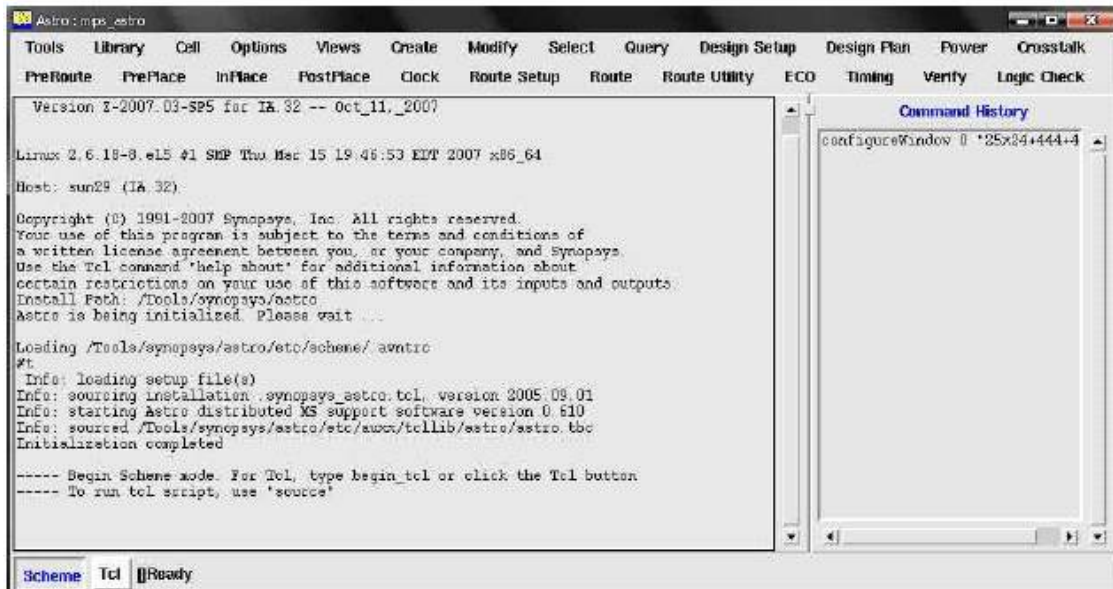 Astro : mps_astro
Tools Library Cell Options Views Create Modify Select Query Design Setup Design Plan Power Crosstalk
PreRoute PrePlace InPlace PostPlace Clock Route Setup Route Route Utility ECO Timing Verify Logic Check
Version Z-2007.03-SP5 for IA.32 -- Oct_11,_2007
Linux 2.6.18-8.el5 #1 SMP Thu Mar 15 19:46:53 EDT 2007 x86_64
Host: sun29 (IA.32)
Copyright (C) 1991-2007 Synopsys, Inc. All rights reserved.
Your use of this program is subject to the terms and conditions of
a written license agreement between you, or your company, and Synopsys.
Use the Tcl command "help about" for additional information about
certain restrictions on your use of this software and its inputs and outputs.
Install Path: /Tools/synopsys/astro
Astro is being initialized. Please wait ...
Loading /Tools/synopsys/astro/etc/scheme/.avntrc
#t
Info: loading setup file(s)
Info: sourcing installation .synopsys_astro.tcl, version 2005.09.01
Info: starting Astro distributed MS support software version 0.610
Info: sourced /Tools/synopsys/astro/etc/auxx/tcllib/astro/astro.tbc
Initialization completed
----- Begin Scheme mode. For Tcl, type begin_tcl or click the Tcl button
----- To run tcl script, use "source"
Command History
configureWindow 0 "25x24+444+4
Scheme Tcl []Ready